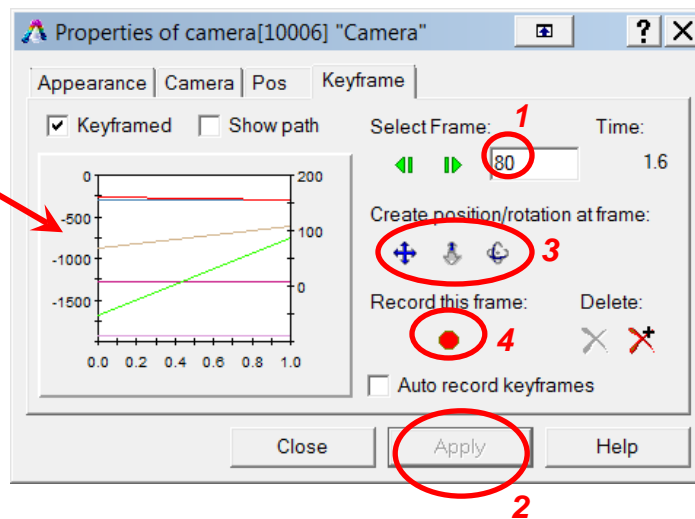 Properties of camera[10006] "Camera" ? X
Appearance Camera Pos Keyframe
Keyframed Show path
Select Frame: 1 Time:
80 1.6
0 200
-500
100
-1000
0
-1500
0.0 0.2 0.4 0.6 0.8 1.0
Create position/rotation at frame:
3
Record this frame: Delete:
4
Auto record keyframes
Close Apply Help
2